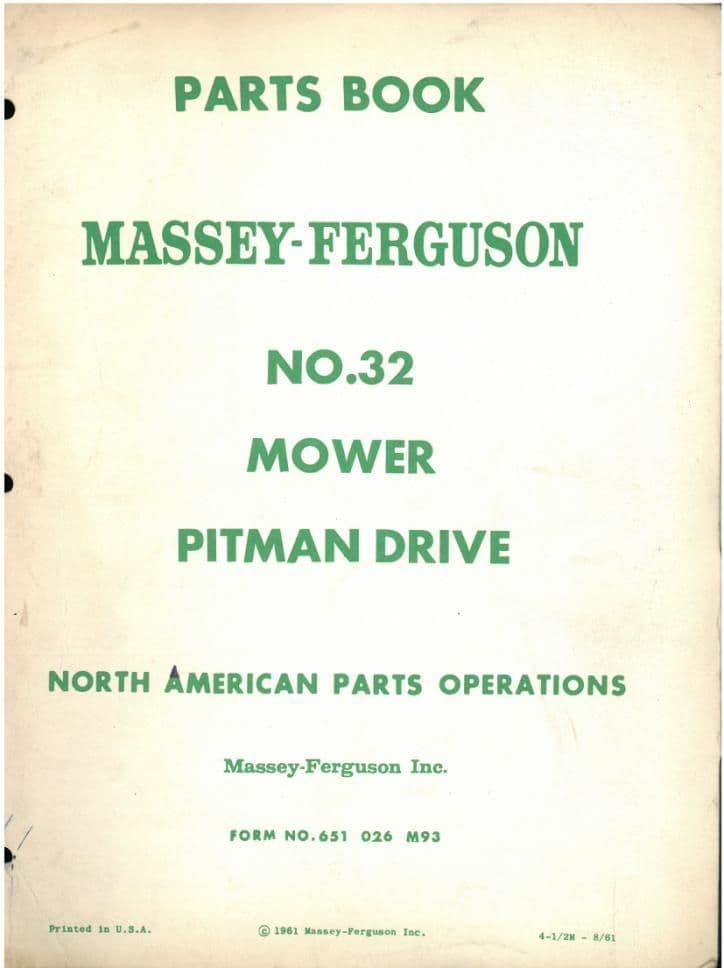 PARTS BOOK
MASSEY-FERGUSON
NO.32
MOWER
PITMAN DRIVE
NORTH AMERICAN PARTS OPERATIONS
Massey-Ferguson Inc.
FORM NO.651 026 M93
Printed in U.S.A.
© 1961 Massey-Ferguson Inc.
4-1/2M - 8/61